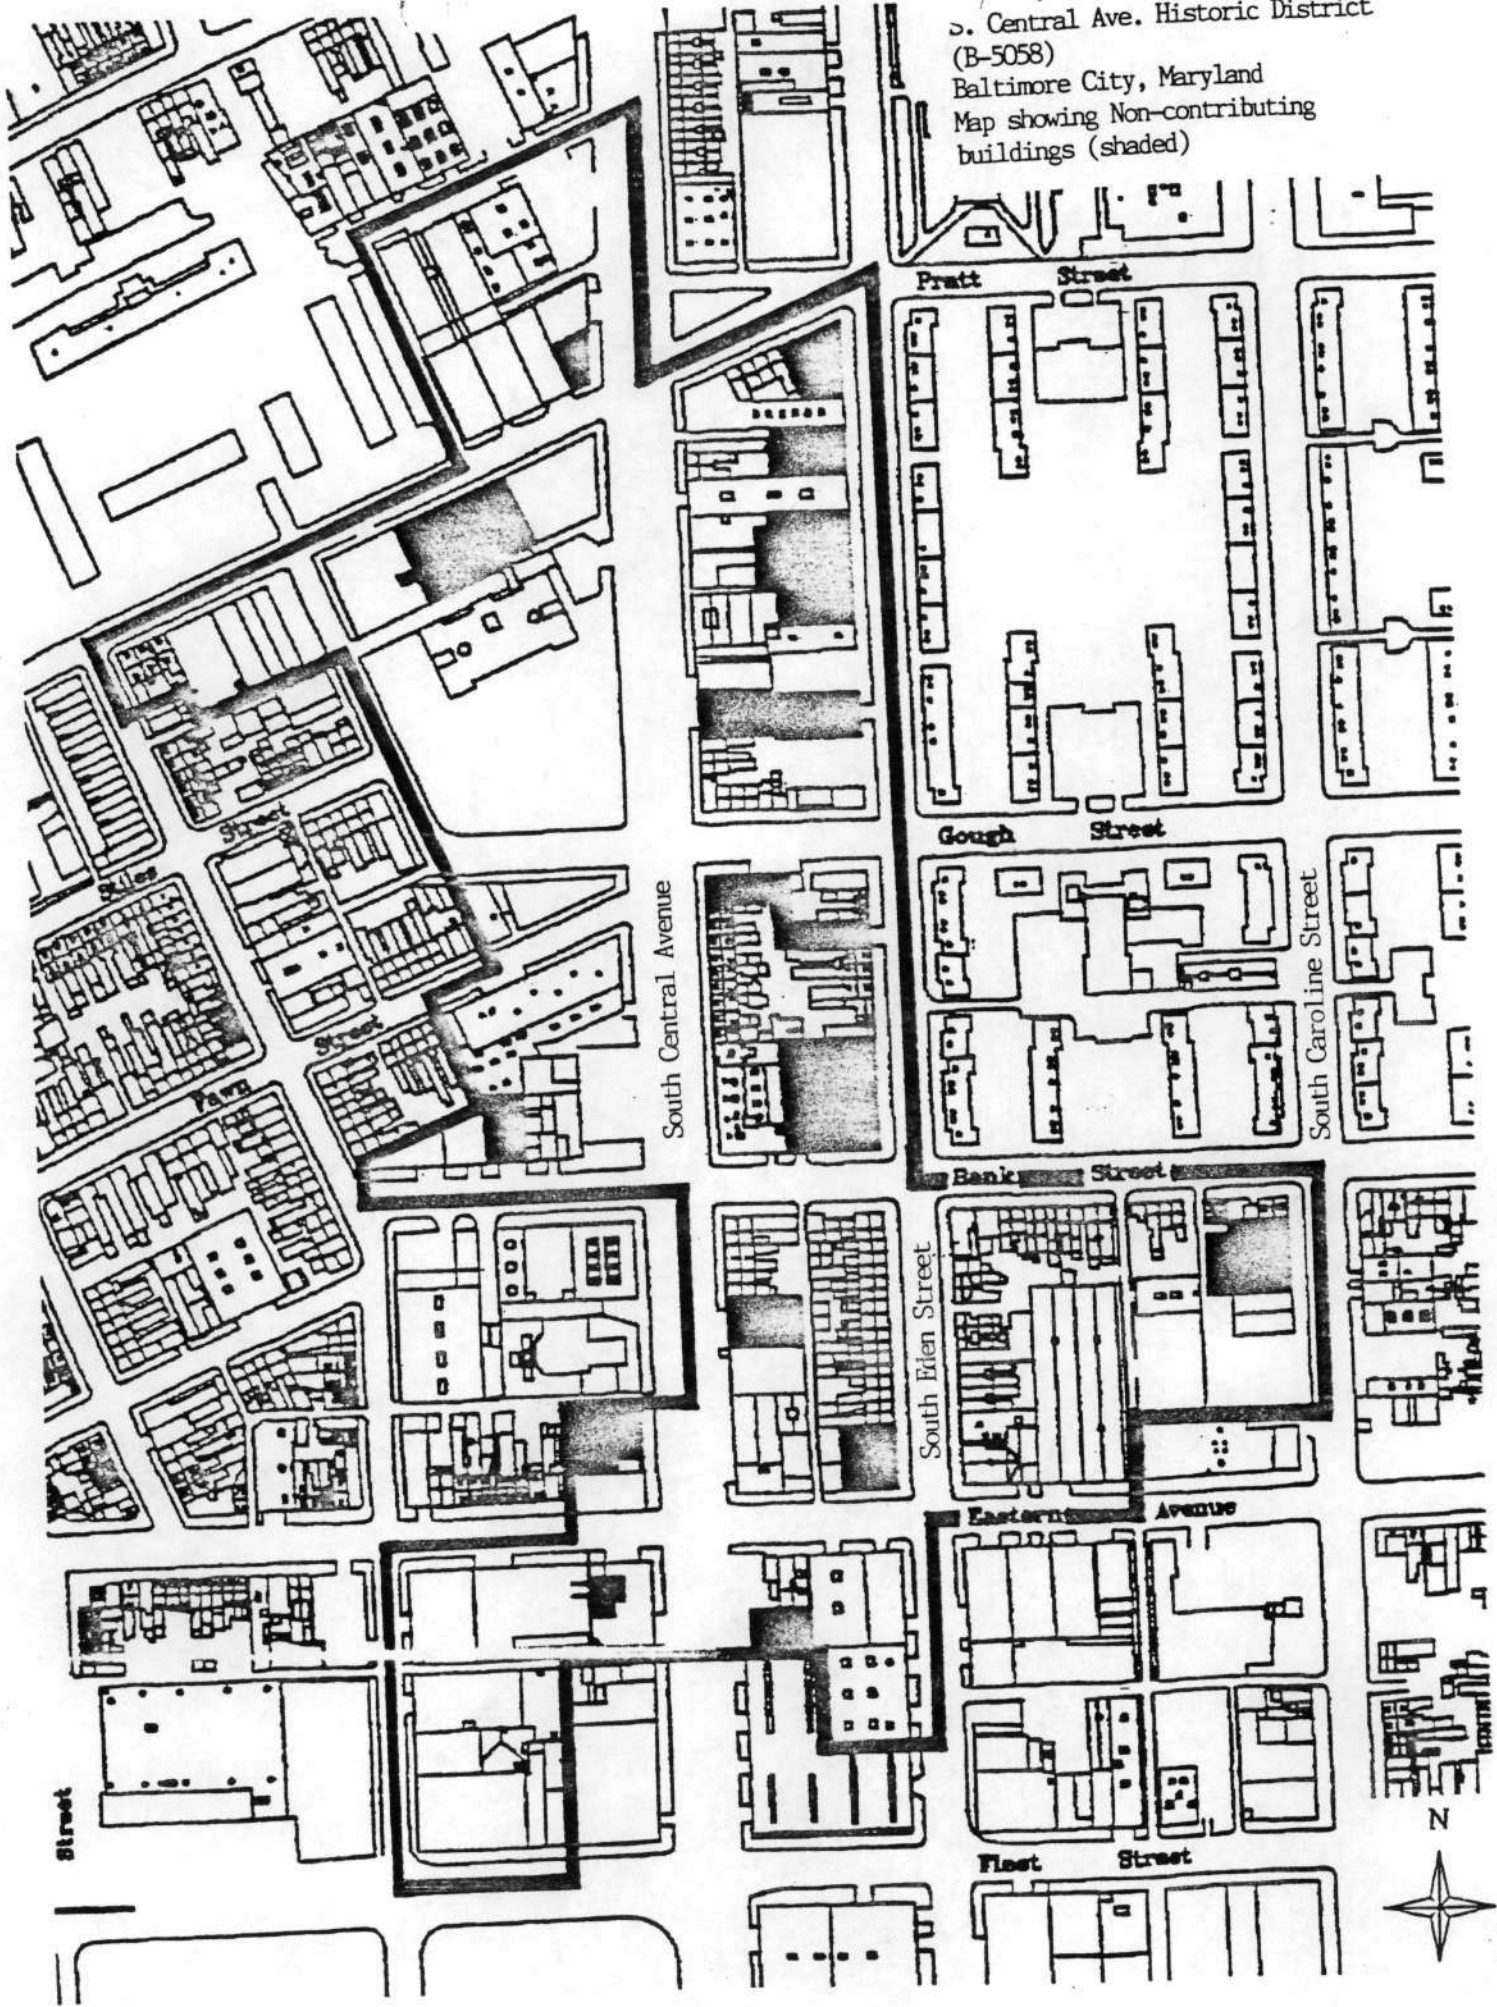 S. Central Ave. Historic District
(B-5058)
Baltimore City, Maryland
Map showing Non-contributing
buildings (shaded)
Pratt Street
Gough Street
Street
Stiles
Street
Fawn
South Central Avenue
South Caroline Street
Bank Street
South Eden Street
Eastern Avenue
Street
Fleet Street
N